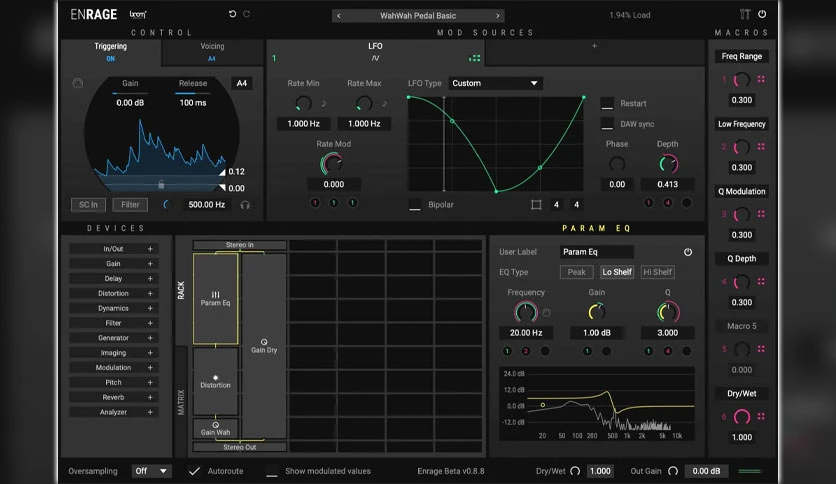 ENRAGE boom
< WahWah Pedal Basic >
1.94% Load
CONTROL
MOD SOURCES
MACROS
Triggering
ON
Voicing
A4
LFO
1
+
Gain
0.00 dB
Release
100 ms
A4
0.12
0.00
SC In
Filter
500.00 Hz
Rate Min
Rate Max
1.000 Hz
1.000 Hz
Rate Mod
0.000
1 1 1
LFO Type Custom
Bipolar
4 4
Restart
DAW sync
Phase
Depth
0.00
0.413
1 4
Freq Range
1
0.300
Low Frequency
2
0.300
Q Modulation
3
0.300
Q Depth
4
0.300
Macro 5
5
0.000
Dry/Wet
6
1.000
DEVICES
In/Out +
Gain +
Delay +
Distortion +
Dynamics +
Filter +
Generator +
Imaging +
Modulation +
Pitch +
Reverb +
Analyzer +
RACK
MATRIX
Stereo In
Param Eq
Gain Dry
Distortion
Gain Wah
Stereo Out
PARAM EQ
User Label Param Eq
EQ Type Peak Lo Shelf Hi Shelf
Frequency
Gain
Q
20.00 Hz
1.00 dB
3.000
1 2
1
1 4
24.0 dB
12.0 dB
0.0 dB
-12.0 dB
20 50 100 200 500 1k 2k 5k 10k
Oversampling Off
Autoroute
Show modulated values
Enrage Beta v0.8.8
Dry/Wet 1.000
Out Gain 0.00 dB